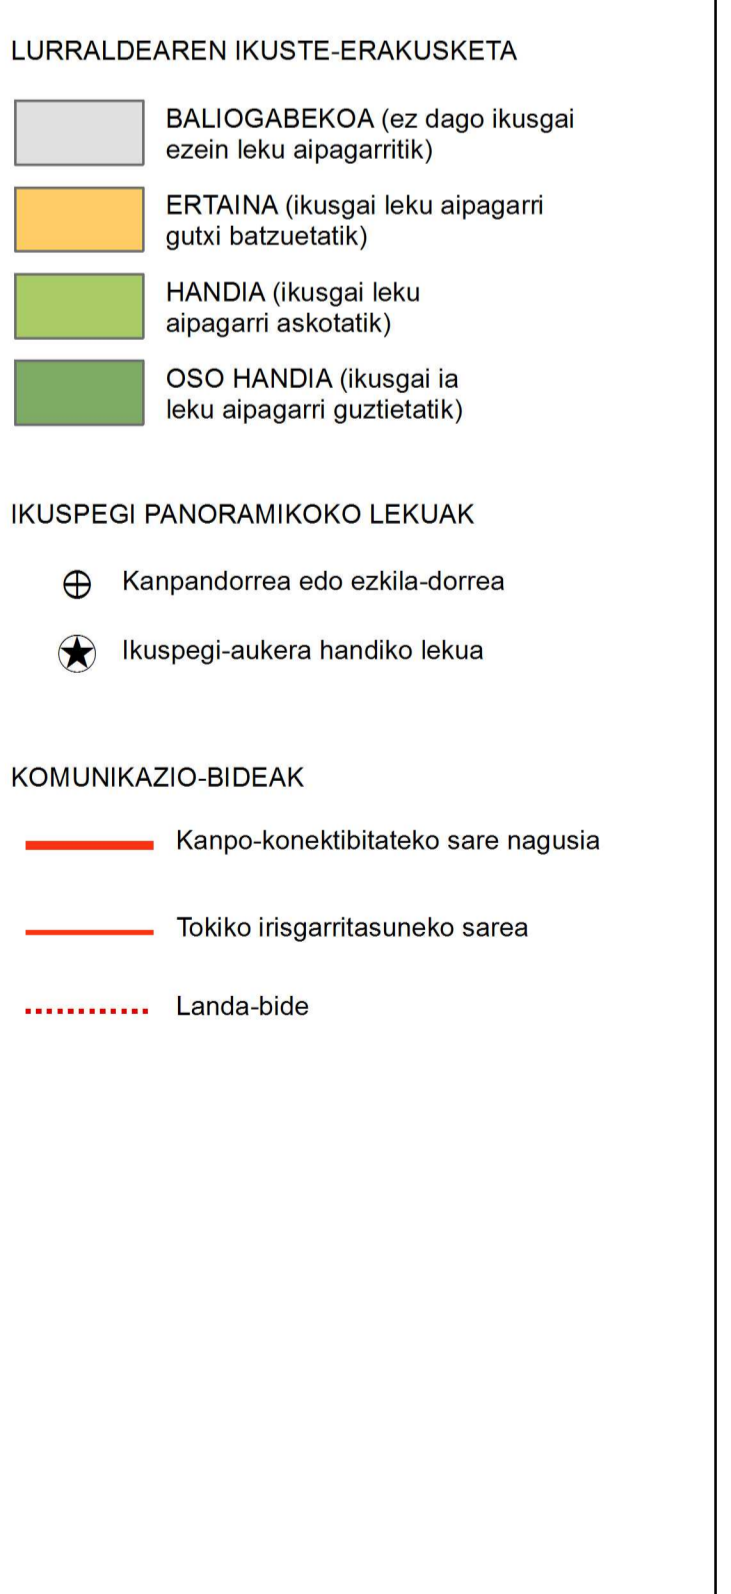 LURRALDEAREN IKUSTE-ERAKUSKETA
BALIOGABEKOA (ez dago ikusgai
ezein leku aipagarritik)
ERTAINA (ikusgai leku aipagarri
gutxi batzuetatik)
HANDIA (ikusgai leku
aipagarri askotatik)
OSO HANDIA (ikusgai ia
leku aipagarri guztietatik)
IKUSPEGI PANORAMIKOKO LEKUAK
Kanpandorrea edo ezkila-dorrea
Ikuspegi-aukera handiko lekua
KOMUNIKAZIO-BIDEAK
Kanpo-konektibitateko sare nagusia
Tokiko irisgarritasuneko sarea
Landa-bide